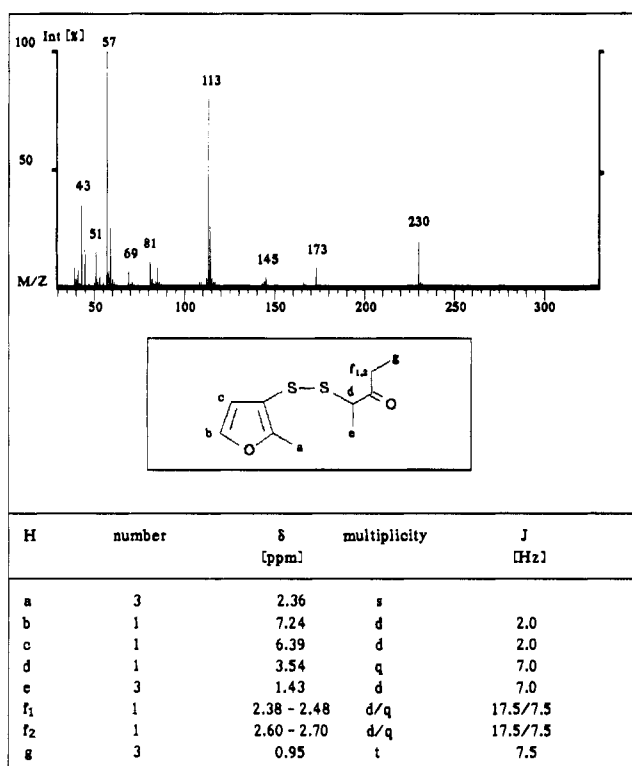 100 Int [%] 57
113
50
43
51 69 81 145 173 230
M/Z
50 100 150 200 250 300
f1,2 g
S S d
c O
b e
O a
H number δ multiplicity J
[ppm] [Hz]
a 3 2.36 s
b 1 7.24 d 2.0
c 1 6.39 d 2.0
d 1 3.54 q 7.0
e 3 1.43 d 7.0
f1 1 2.38 - 2.48 d/q 17.5/7.5
f2 1 2.60 - 2.70 d/q 17.5/7.5
g 3 0.95 t 7.5